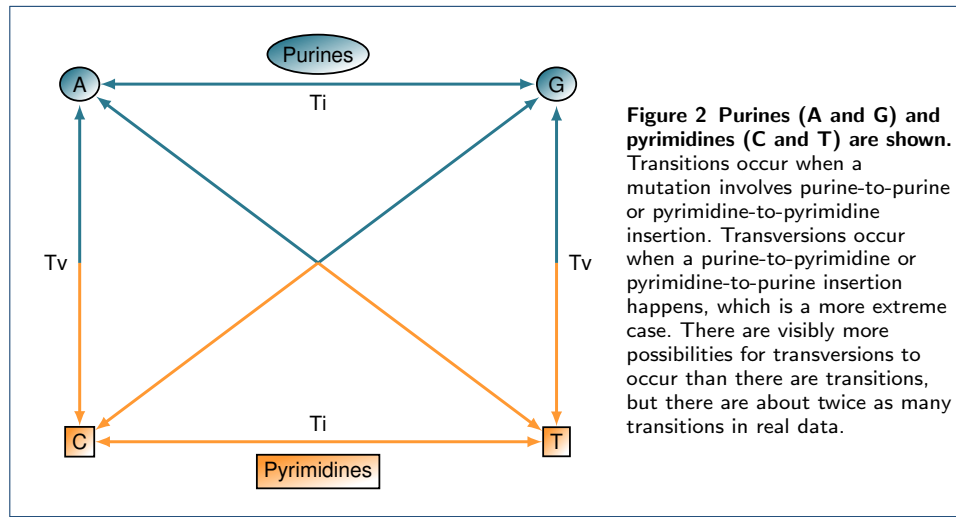 Purines
A
G
Ti
Tv
Tv
C
Ti
T
Pyrimidines
Figure 2 Purines (A and G) and
pyrimidines (C and T) are shown.
Transitions occur when a
mutation involves purine-to-purine
or pyrimidine-to-pyrimidine
insertion. Transversions occur
when a purine-to-pyrimidine or
pyrimidine-to-purine insertion
happens, which is a more extreme
case. There are visibly more
possibilities for transversions to
occur than there are transitions,
but there are about twice as many
transitions in real data.